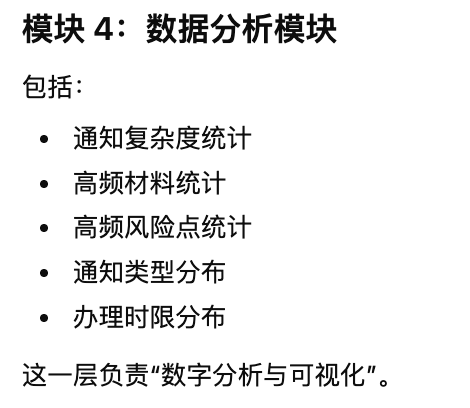 模块 4：数据分析模块
包括：
• 通知复杂度统计
• 高频材料统计
• 高频风险点统计
• 通知类型分布
• 办理时限分布
这一层负责“数字分析与可视化”。